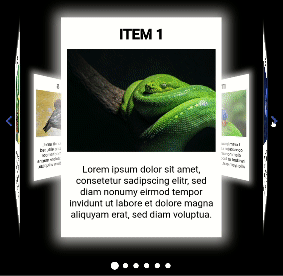 ITEM 1
Lorem ipsum dolor sit amet,
consetetur sadipscing elitr, sed
diam nonumy eirmod tempor
invidunt ut labore et dolore magna
aliquyam erat, sed diam voluptua.